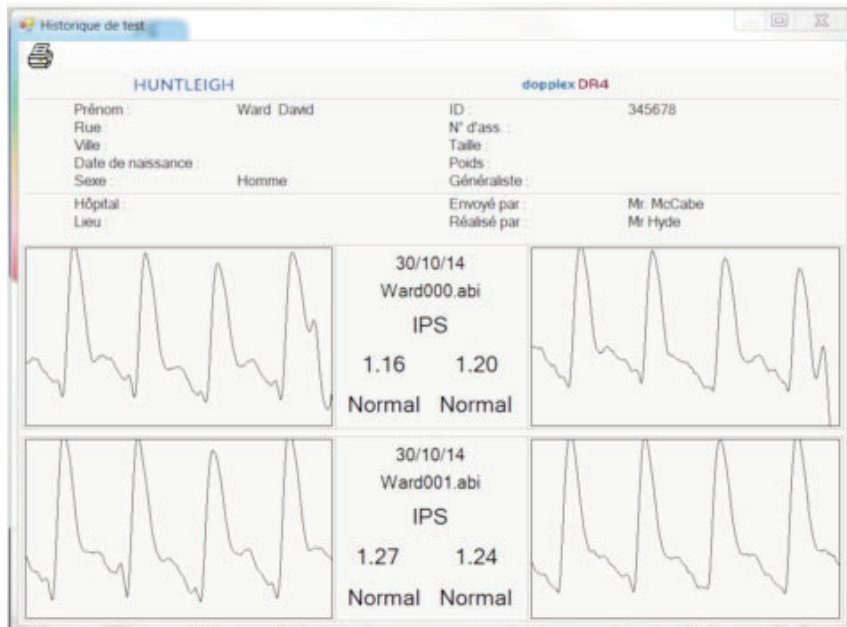 Historique de test
HUNTLEIGH dopplex DR4
Prénom : Ward David ID : 345678
Rue : N° d'ass. :
Ville : Taille :
Date de naissance : Poids :
Sexe : Homme Généraliste :
Hôpital : Envoyé par : Mr. McCabe
Lieu : Réalisé par : Mr Hyde
30/10/14
Ward000.abi
IPS
1.16 1.20
Normal Normal
30/10/14
Ward001.abi
IPS
1.27 1.24
Normal Normal